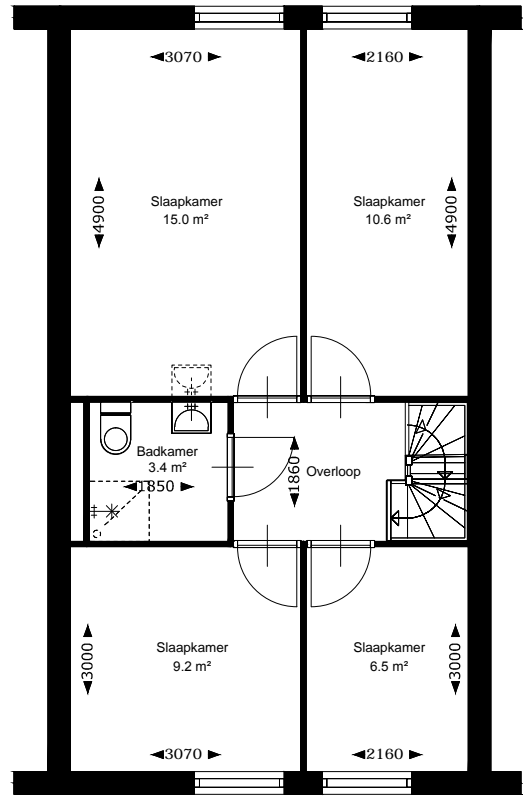 3070
2160
4900
Slaapkamer
15.0 m²
Slaapkamer
10.6 m²
4900
Badkamer
3.4 m²
1850
1860
Overloop
3000
Slaapkamer
9.2 m²
Slaapkamer
6.5 m²
3000
3070
2160